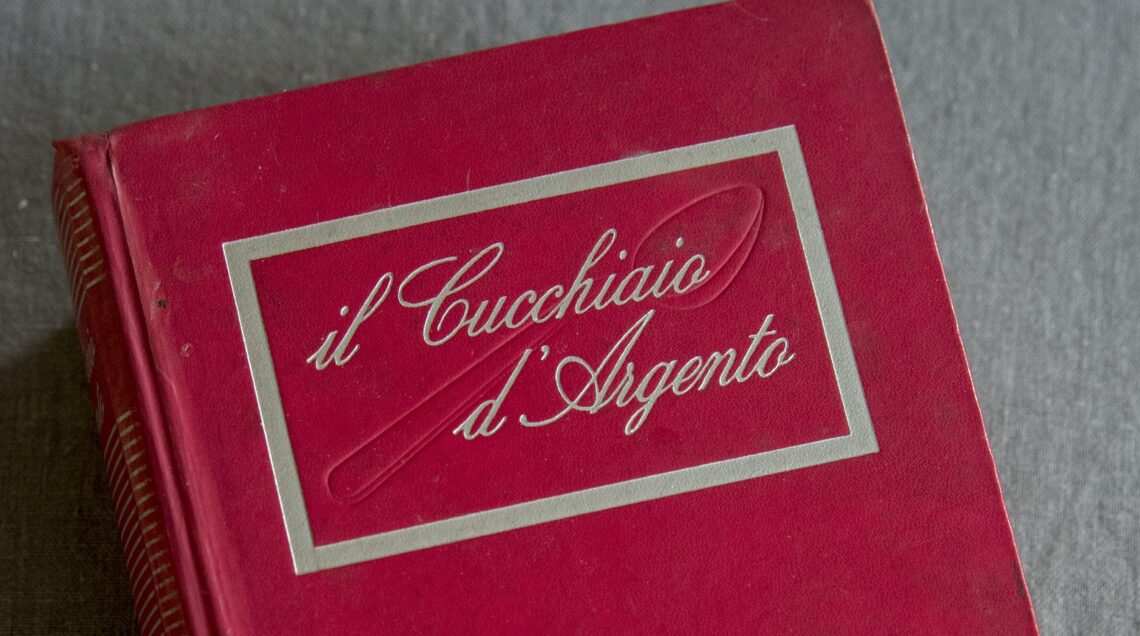 il Cucchiaio
d'Argento